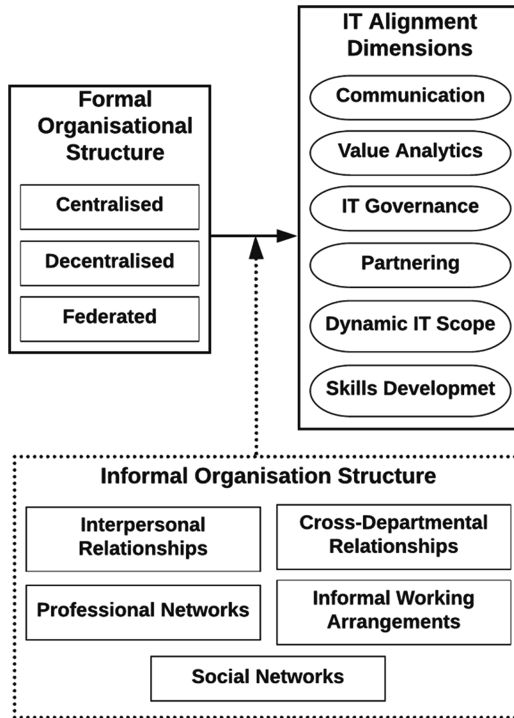 IT Alignment
Dimensions
Communication
Value Analytics
IT Governance
Partnering
Dynamic IT Scope
Skills Developmet
Formal
Organisational
Structure
Centralised
Decentralised
Federated
Informal Organisation Structure
Interpersonal
Relationships
Cross-Departmental
Relationships
Professional Networks
Informal Working
Arrangements
Social Networks